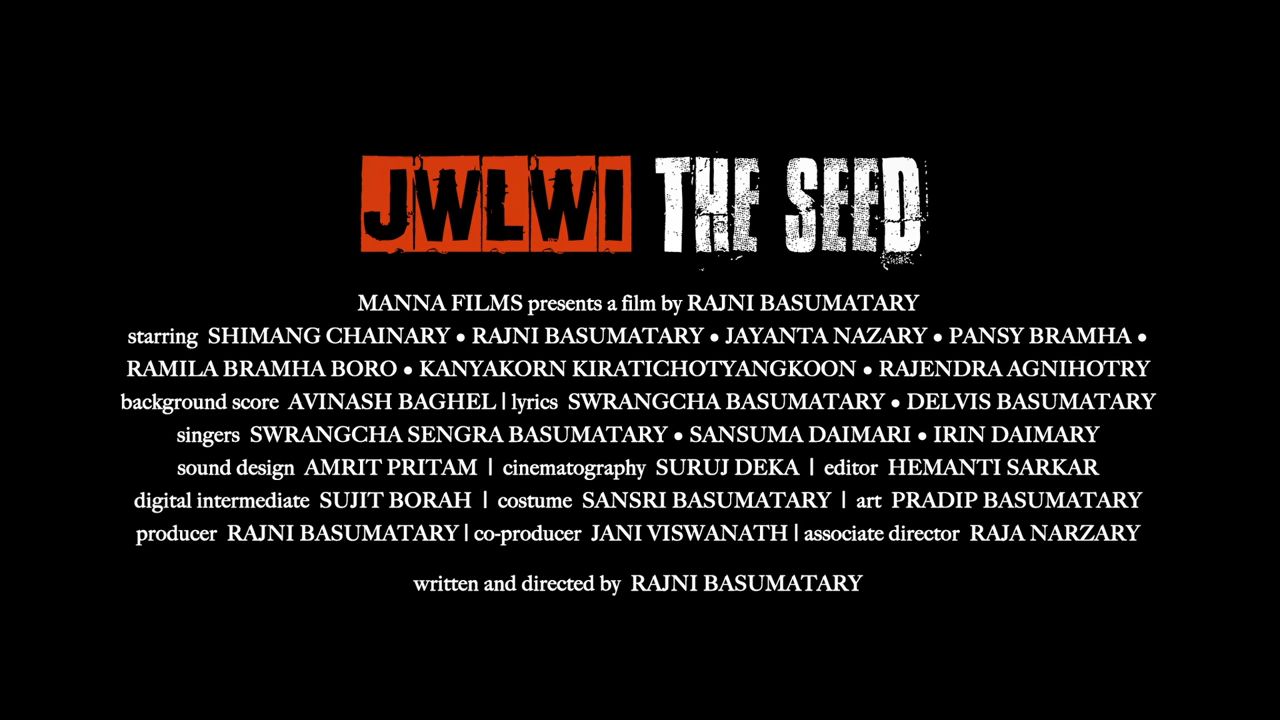 JWLWI THE SEED
MANNA FILMS presents a film by RAJNI BASUMATARY
starring SHIMANG CHAINARY • RAJNI BASUMATARY • JAYANTA NAZARY • PANSY BRAMHA •
RAMILA BRAMHA BORO • KANYAKORN KIRATICHOTYANGKOON • RAJENDRA AGNIHOTRY
background score AVINASH BAGHEL | lyrics SWRANGCHA BASUMATARY • DELVIS BASUMATARY
singers SWRANGCHA SENGRA BASUMATARY • SANSUMA DAIMARI • IRIN DAIMARY
sound design AMRIT PRITAM | cinematography SURUJ DEKA | editor HEMANTI SARKAR
digital intermediate SUJIT BORAH | costume SANSRI BASUMATARY | art PRADIP BASUMATARY
producer RAJNI BASUMATARY | co-producer JANI VISWANATH | associate director RAJA NARZARY
written and directed by RAJNI BASUMATARY